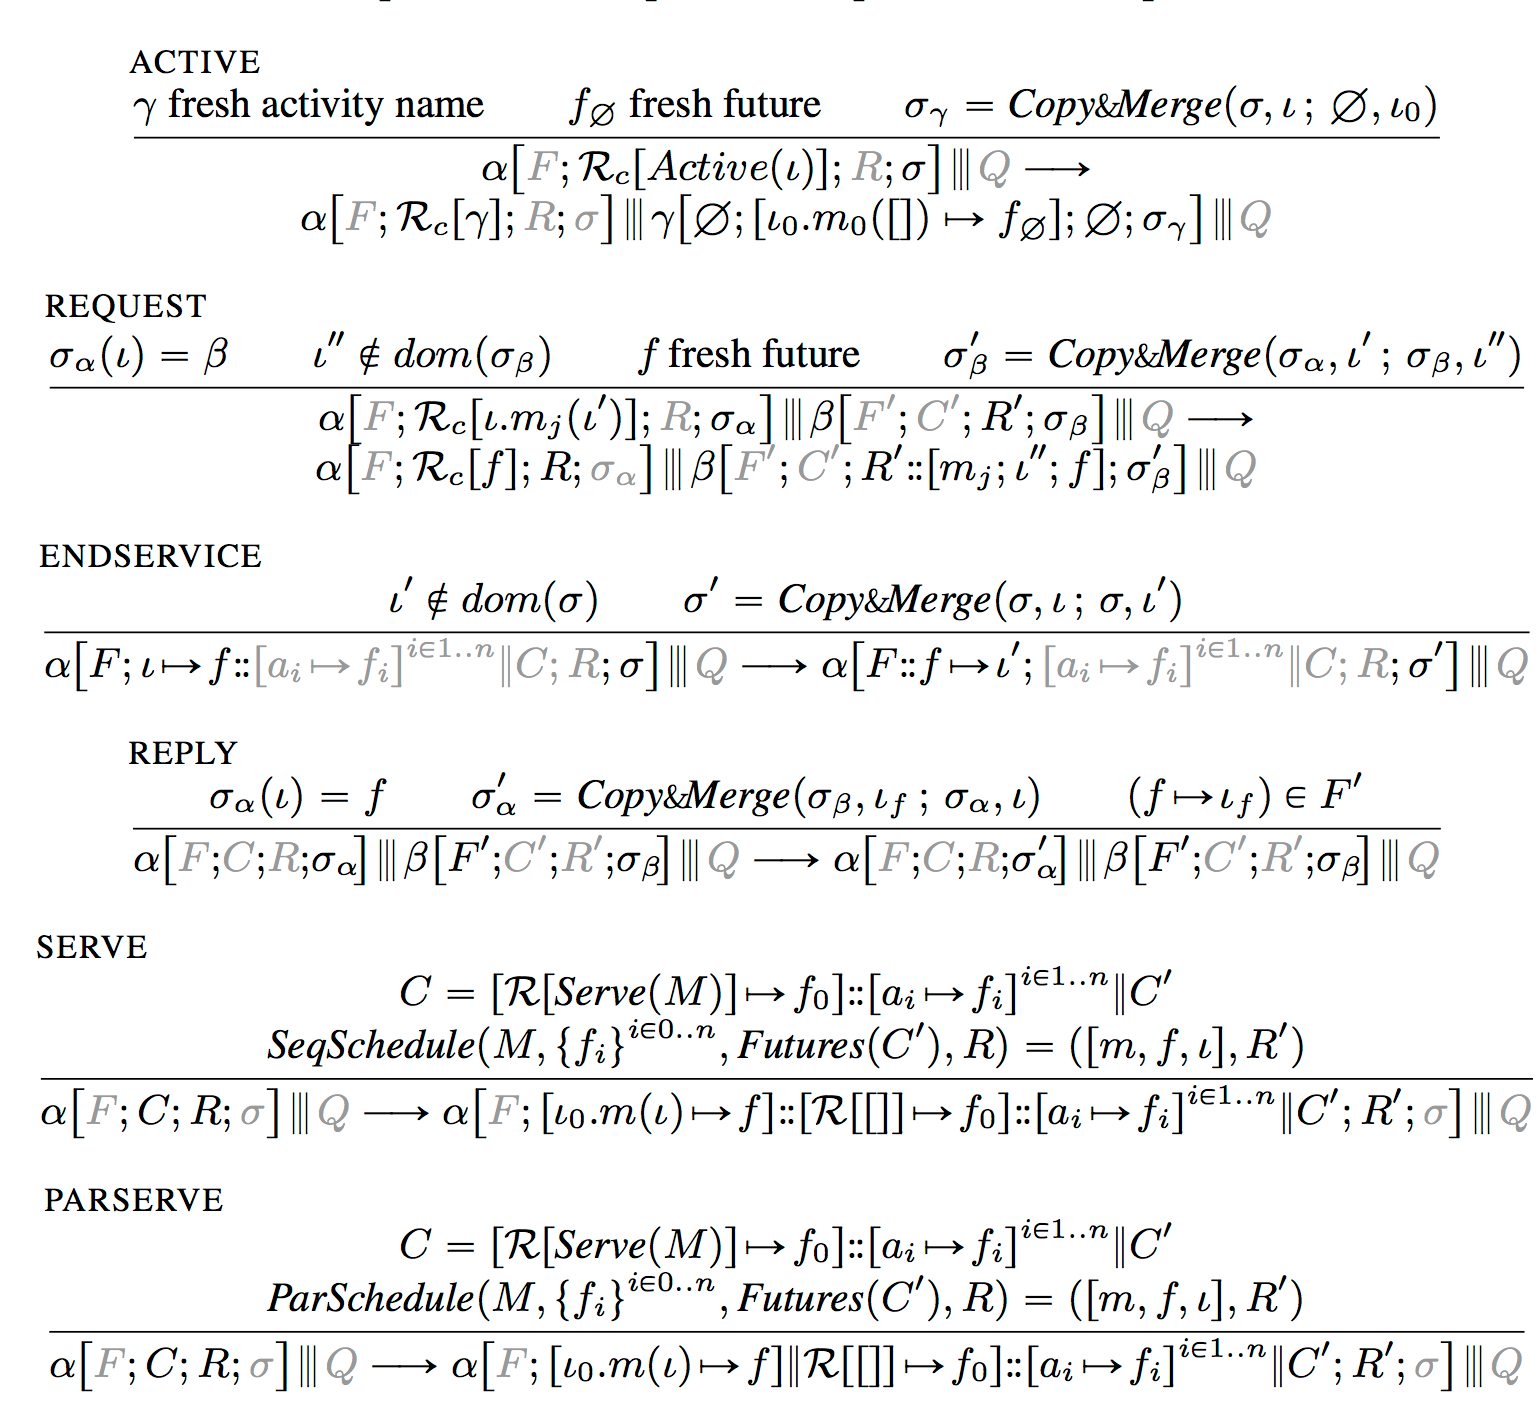 ACTIVE
γ fresh activity name f∅ fresh future σγ = Copy&Merge(σ, ι ; ∅, ι₀)
α[F; ℛc[Active(ι)]; R; σ] ⫴ Q ⟶
α[F; ℛc[γ]; R; σ] ⫴ γ[∅; [ι₀.m₀([]) ↦ f∅]; ∅; σγ] ⫴ Q
REQUEST
σα(ι) = β ι″ ∉ dom(σβ) f fresh future σ′β = Copy&Merge(σα, ι′ ; σβ, ι″)
α[F; ℛc[ι.mj(ι′)]; R; σα] ⫴ β[F′; C′; R′; σβ] ⫴ Q ⟶
α[F; ℛc[f]; R; σα] ⫴ β[F′; C′; R′::[mj; ι″; f]; σ′β] ⫴ Q
ENDSERVICE
ι′ ∉ dom(σ) σ′ = Copy&Merge(σ, ι ; σ, ι′)
α[F; ι ↦ f::[aᵢ ↦ fᵢ]^{i∈1..n}‖C; R; σ] ⫴ Q ⟶ α[F::f ↦ ι′; [aᵢ ↦ fᵢ]^{i∈1..n}‖C; R; σ′] ⫴ Q
REPLY
σα(ι) = f σ′α = Copy&Merge(σβ, ιf ; σα, ι) (f ↦ ιf) ∈ F′
α[F;C;R;σα] ⫴ β[F′;C′;R′;σβ] ⫴ Q ⟶ α[F;C;R;σ′α] ⫴ β[F′;C′;R′;σβ] ⫴ Q
SERVE
C = [ℛ[Serve(M)] ↦ f₀]::[aᵢ ↦ fᵢ]^{i∈1..n}‖C′
SeqSchedule(M, {fᵢ}^{i∈0..n}, Futures(C′), R) = ([m, f, ι], R′)
α[F; C; R; σ] ⫴ Q ⟶ α[F; [ι₀.m(ι) ↦ f]::[ℛ[[]] ↦ f₀]::[aᵢ ↦ fᵢ]^{i∈1..n}‖C′; R′; σ] ⫴ Q
PARSERVE
C = [ℛ[Serve(M)] ↦ f₀]::[aᵢ ↦ fᵢ]^{i∈1..n}‖C′
ParSchedule(M, {fᵢ}^{i∈0..n}, Futures(C′), R) = ([m, f, ι], R′)
α[F; C; R; σ] ⫴ Q ⟶ α[F; [ι₀.m(ι) ↦ f]‖ℛ[[]] ↦ f₀]::[aᵢ ↦ fᵢ]^{i∈1..n}‖C′; R′; σ] ⫴ Q